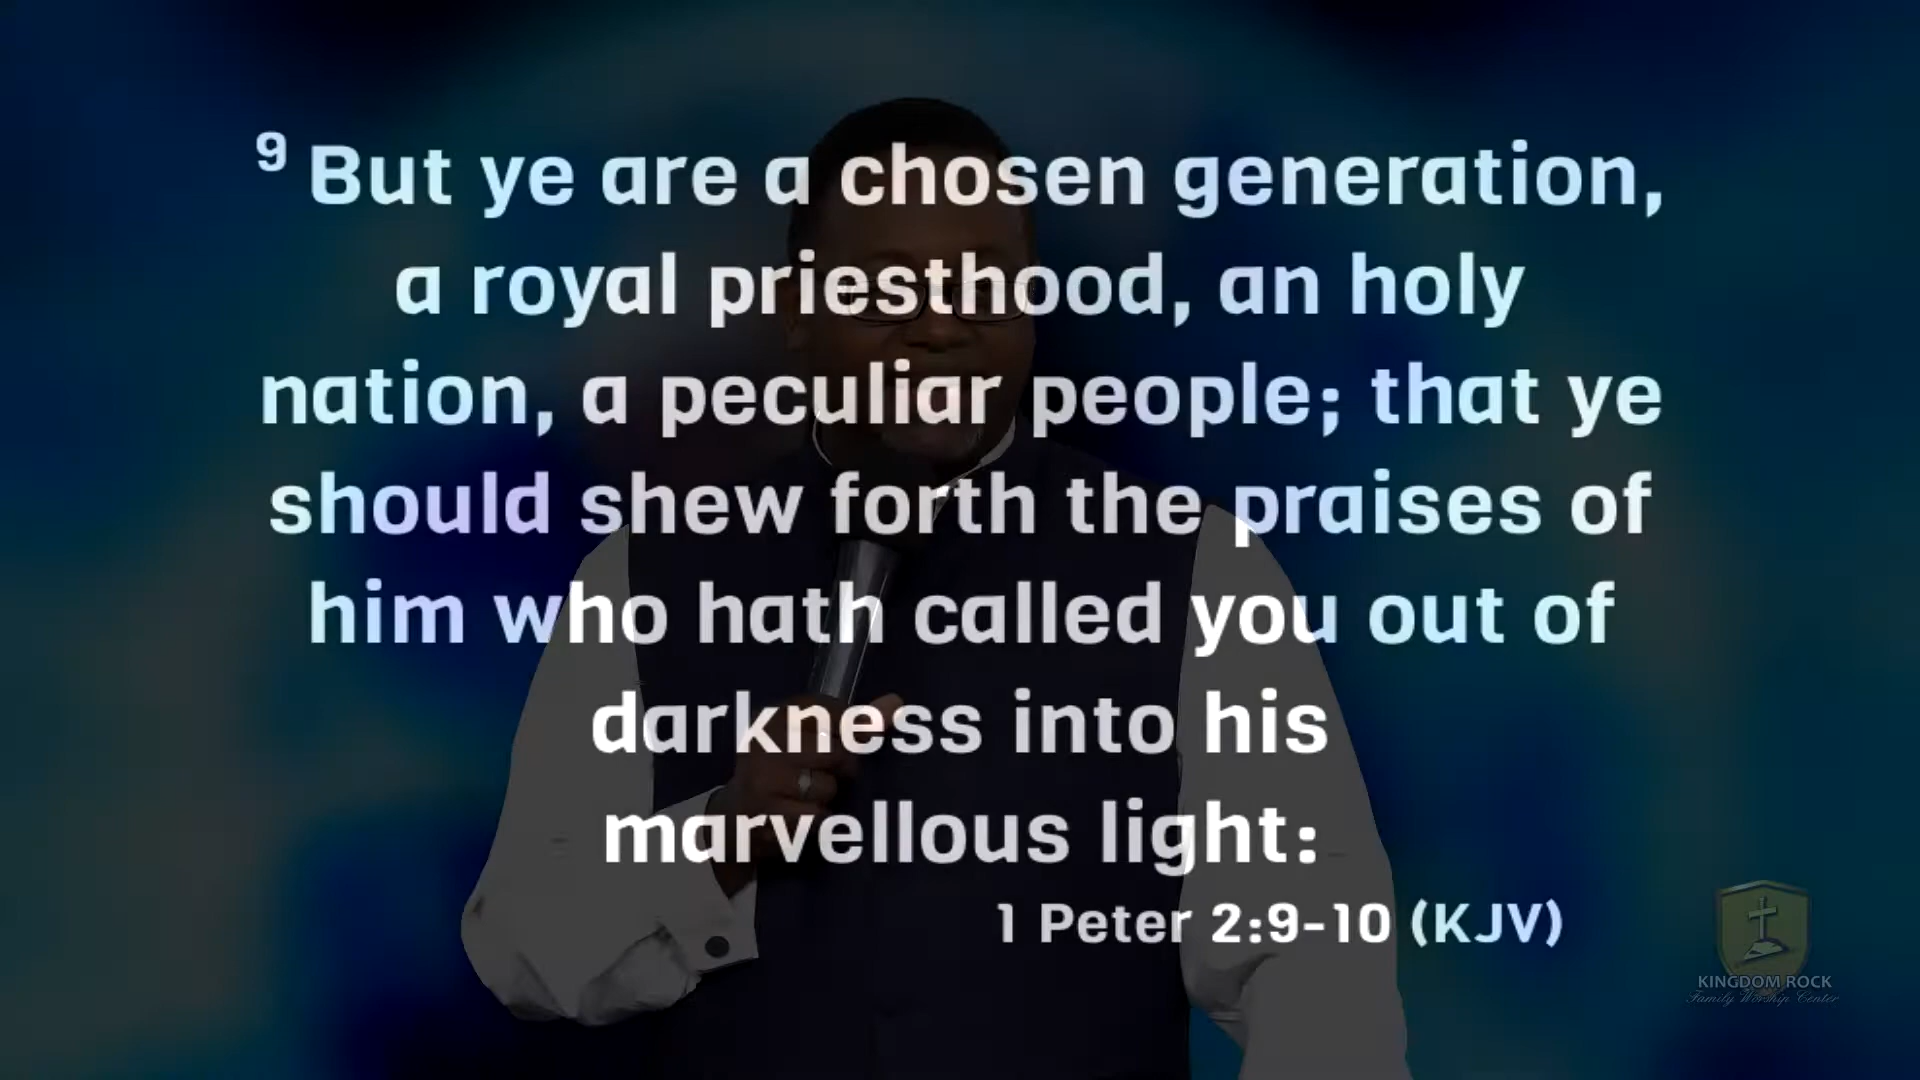 9 But ye are a chosen generation,
a royal priesthood, an holy
nation, a peculiar people; that ye
should shew forth the praises of
him who hath called you out of
darkness into his
marvellous light:
1 Peter 2:9-10 (KJV)
KINGDOM ROCK
Family Worship Center